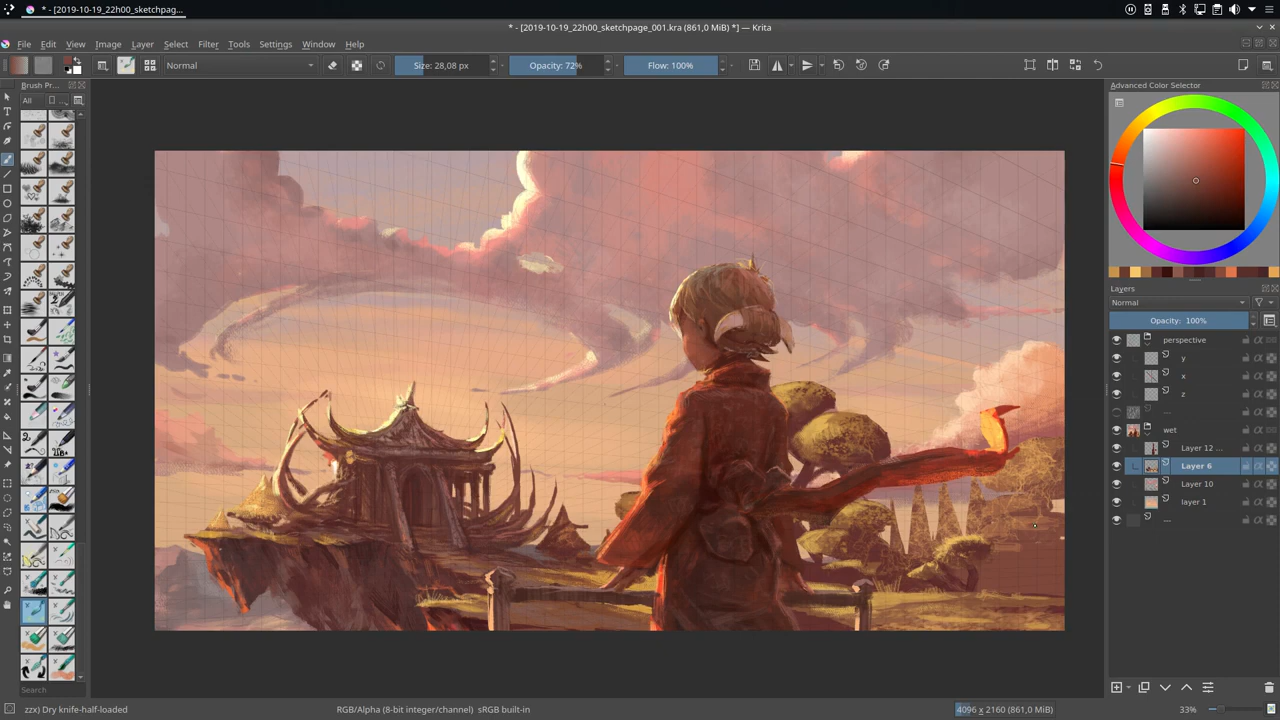 * - [2019-10-19_22h00_sketchpag...
* - [2019-10-19_22h00_sketchpage_001.kra (861,0 MiB) *] — Krita
File Edit View Image Layer Select Filter Tools Settings Window Help
Normal Size: 28,08 px Opacity: 72% Flow: 100%
Brush Pr...
All
Advanced Color Selector
Layers
Normal
Opacity: 100%
perspective
y
x
z
...
wet
Layer 12 ...
Layer 6
Layer 10
layer 1
...
Search
zzx) Dry knife-half-loaded RGB/Alpha (8-bit integer/channel) sRGB built-in 4096 x 2160 (861,0 MiB) 33%